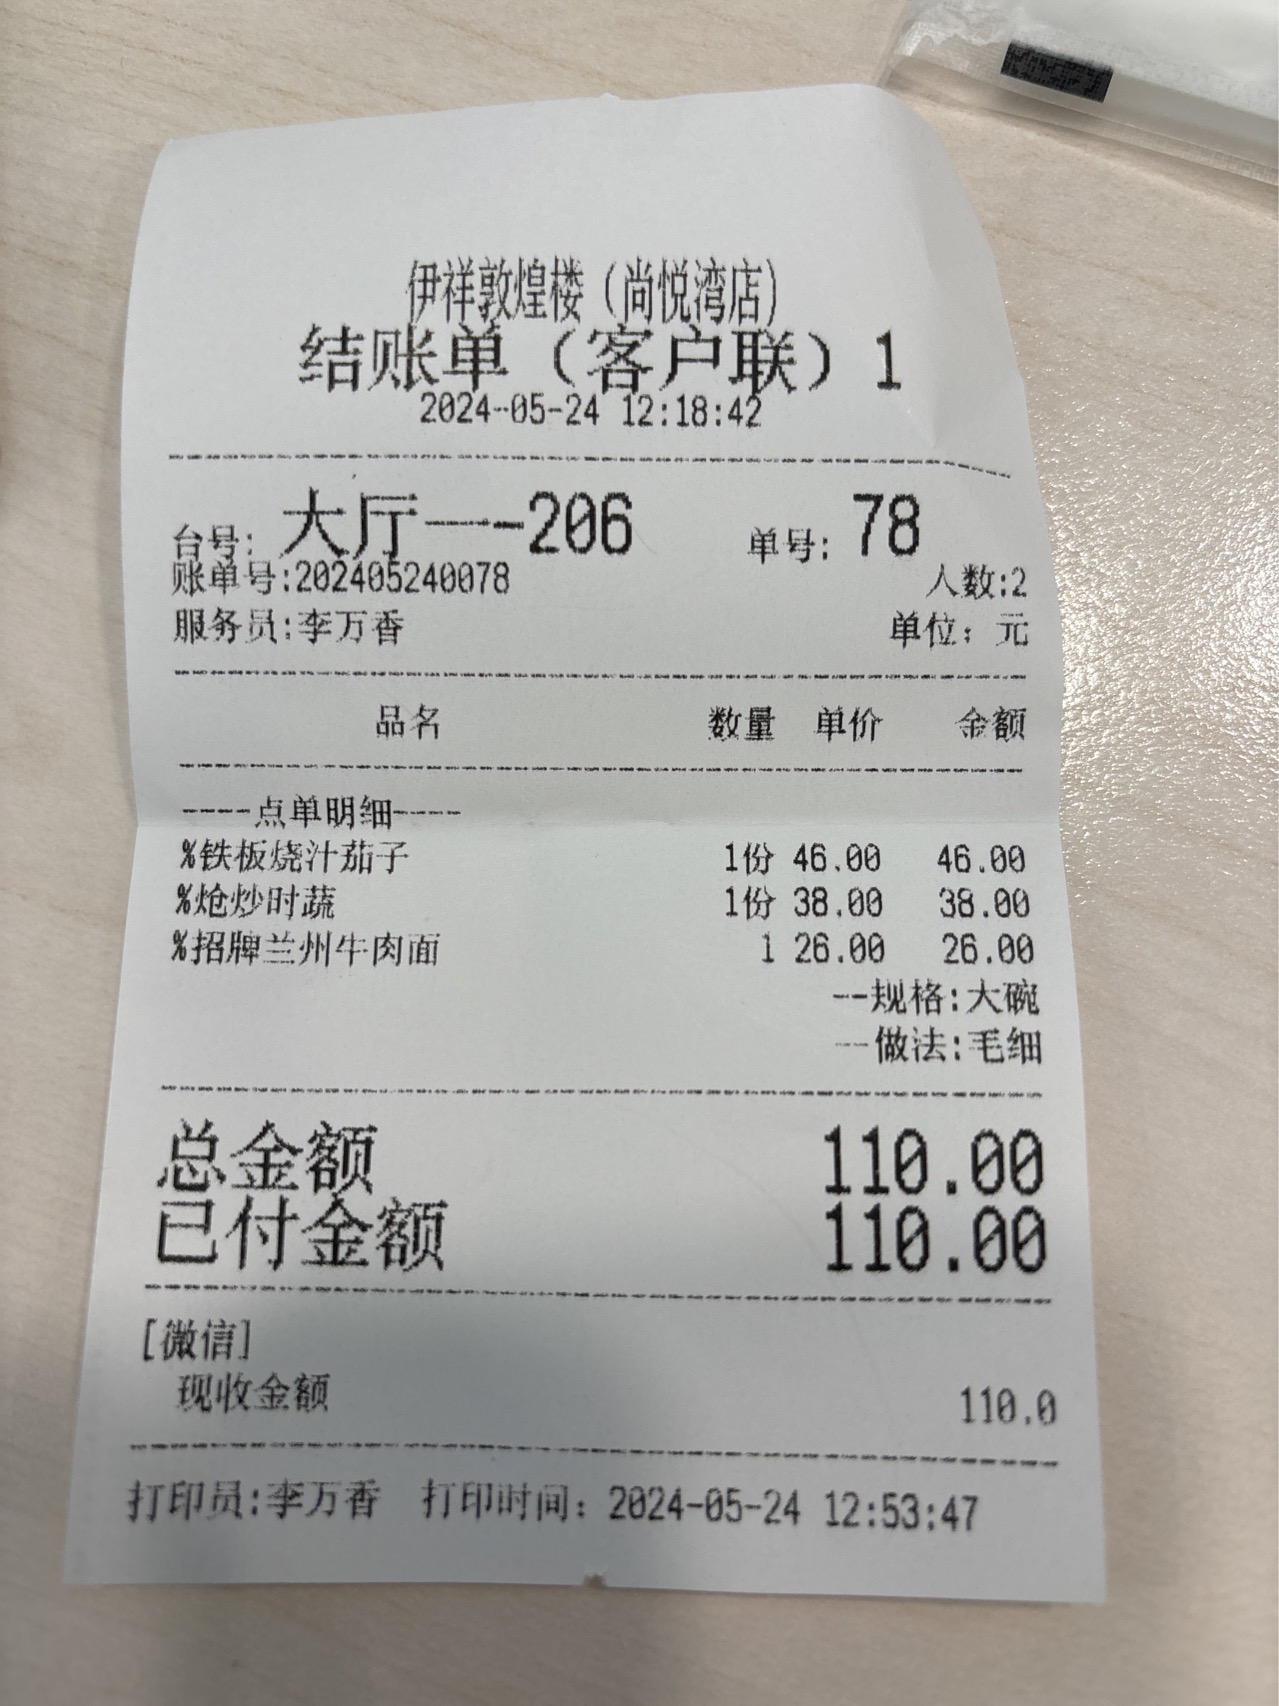 伊祥敦煌楼（尚悦湾店）
结账单（客户联）1
2024-05-24 12:18:42
台号: 大厅---206 单号: 78
账单号:202405240078 人数:2
服务员:李万香 单位: 元
品名 数量 单价 金额
----点单明细----
%铁板烧汁茄子 1份 46.00 46.00
%炝炒时蔬 1份 38.00 38.00
%招牌兰州牛肉面 1 26.00 26.00
--规格:大碗
--做法:毛细
总金额 110.00
已付金额 110.00
[微信]
现收金额 110.0
打印员:李万香 打印时间: 2024-05-24 12:53:47